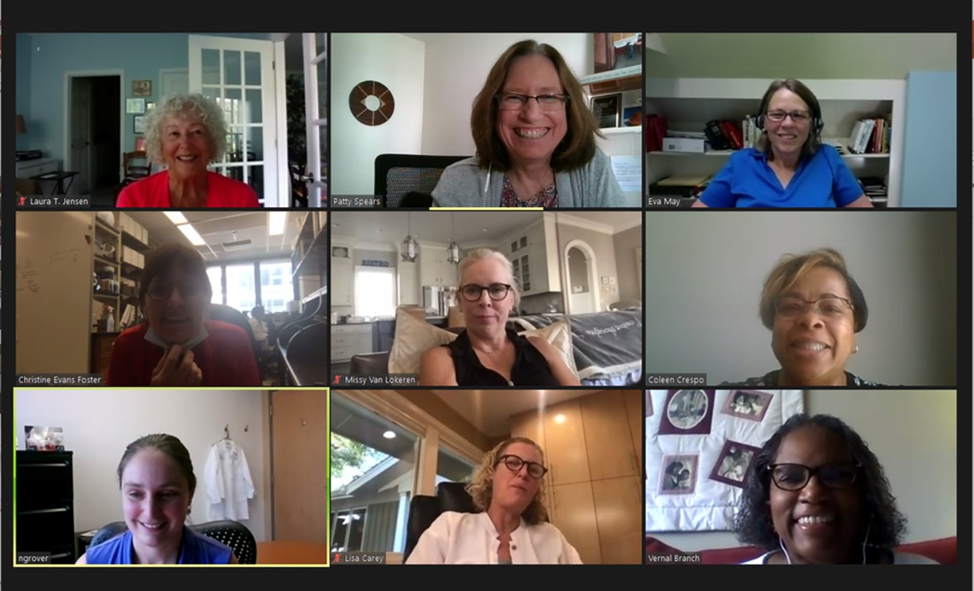 Laura T. Jensen
Patty Spears
Eva May
BISTRO
Christine Evans Foster
Missy Van Lokeren
Coleen Crespo
ngrover
Lisa Carey
Vernal Branch